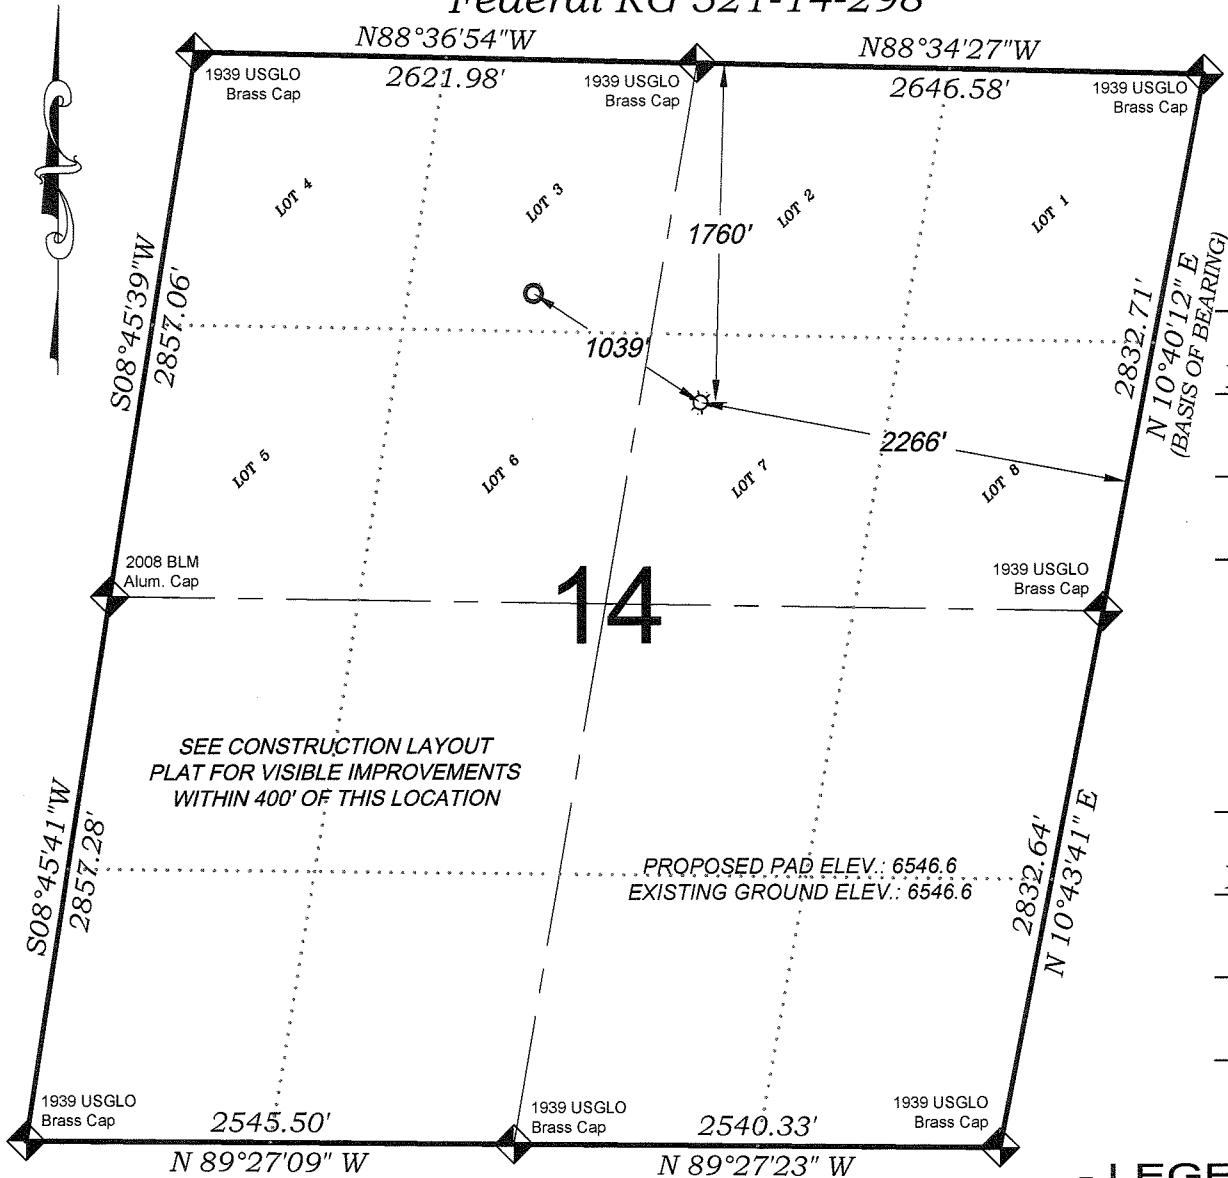 Federal RG 321-14-298
N88°36'54"W
N88°34'27"W
2621.98'
2646.58'
1939 USGLO
Brass Cap
1939 USGLO
Brass Cap
1939 USGLO
Brass Cap
LOT 4
LOT 3
LOT 2
LOT 1
1760'
S08°45'39"W
2857.06'
1039'
2832.71'
N 10°40'12" E
(BASIS OF BEARING)
2266'
LOT 5
LOT 6
LOT 7
LOT 8
2008 BLM
Alum. Cap
1939 USGLO
Brass Cap
14
SEE CONSTRUCTION LAYOUT
PLAT FOR VISIBLE IMPROVEMENTS
WITHIN 400' OF THIS LOCATION
S08°45'41"W
2857.28'
PROPOSED PAD ELEV.: 6546.6
EXISTING GROUND ELEV.: 6546.6
2832.64'
N 10°43'41" E
1939 USGLO
Brass Cap
1939 USGLO
Brass Cap
1939 USGLO
Brass Cap
2545.50'
2540.33'
N 89°27'09" W
N 89°27'23" W